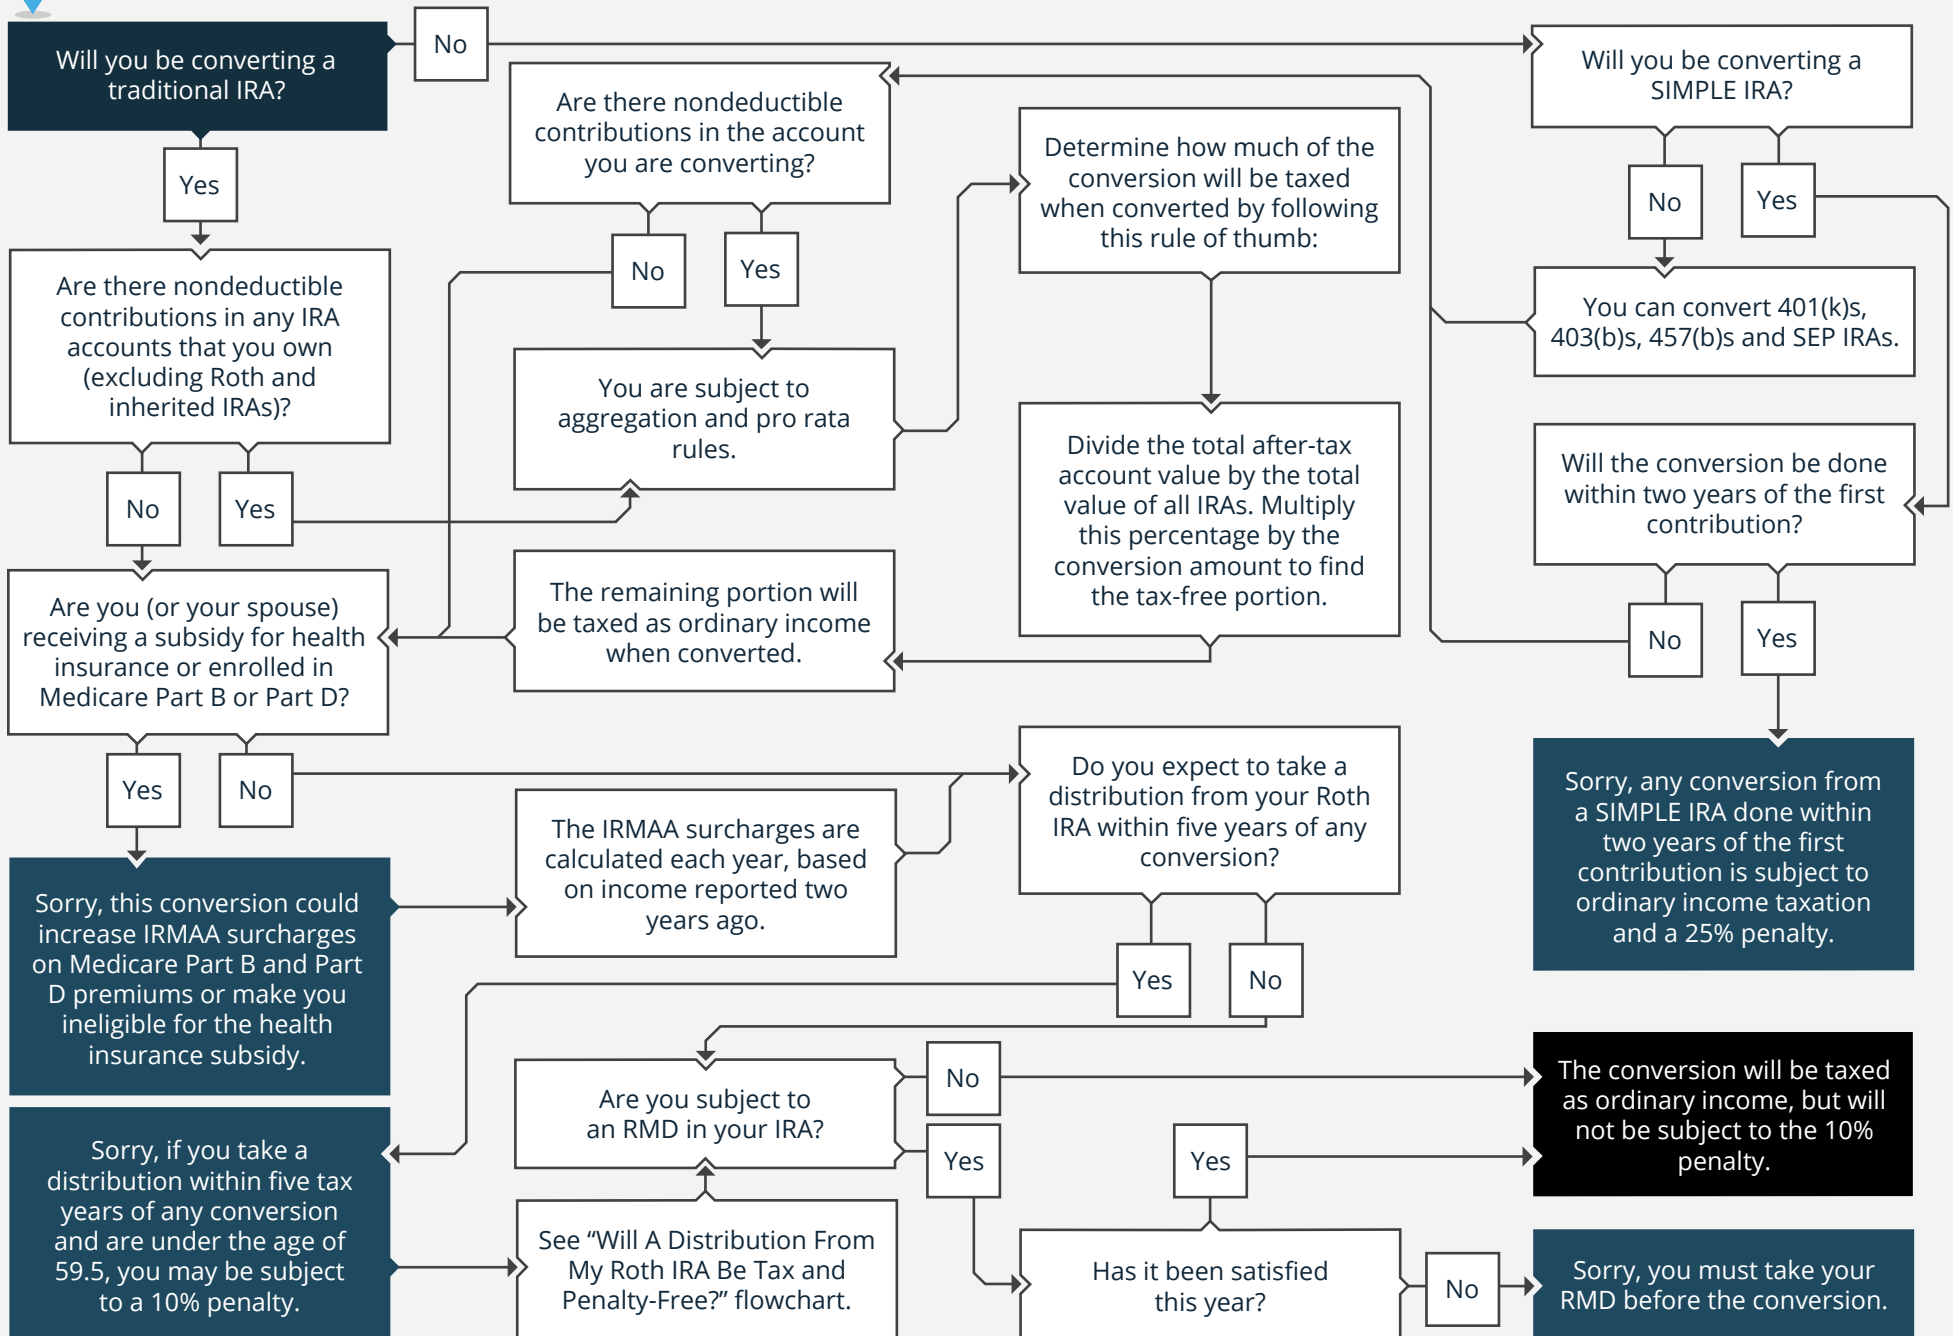 Will you be converting a
traditional IRA?
No
Will you be converting a
SIMPLE IRA?
Yes
Are there nondeductible
contributions in the account
you are converting?
Determine how much of the
conversion will be taxed
when converted by following
this rule of thumb:
No
Yes
Are there nondeductible
contributions in any IRA
accounts that you own
(excluding Roth and
inherited IRAs)?
No
Yes
You can convert 401(k)s,
403(b)s, 457(b)s and SEP IRAs.
You are subject to
aggregation and pro rata
rules.
Divide the total after-tax
account value by the total
value of all IRAs. Multiply
this percentage by the
conversion amount to find
the tax-free portion.
Will the conversion be done
within two years of the first
contribution?
No
Yes
Are you (or your spouse)
receiving a subsidy for health
insurance or enrolled in
Medicare Part B or Part D?
The remaining portion will
be taxed as ordinary income
when converted.
No
Yes
Yes
No
The IRMAA surcharges are
calculated each year, based
on income reported two
years ago.
Do you expect to take a
distribution from your Roth
IRA within five years of any
conversion?
Sorry, any conversion from
a SIMPLE IRA done within
two years of the first
contribution is subject to
ordinary income taxation
and a 25% penalty.
Sorry, this conversion could
increase IRMAA surcharges
on Medicare Part B and Part
D premiums or make you
ineligible for the health
insurance subsidy.
Yes
No
Are you subject to
an RMD in your IRA?
No
Yes
Yes
The conversion will be taxed
as ordinary income, but will
not be subject to the 10%
penalty.
Sorry, if you take a
distribution within five tax
years of any conversion
and are under the age of
59.5, you may be subject
to a 10% penalty.
See “Will A Distribution From
My Roth IRA Be Tax and
Penalty-Free?” flowchart.
Has it been satisfied
this year?
No
Sorry, you must take your
RMD before the conversion.